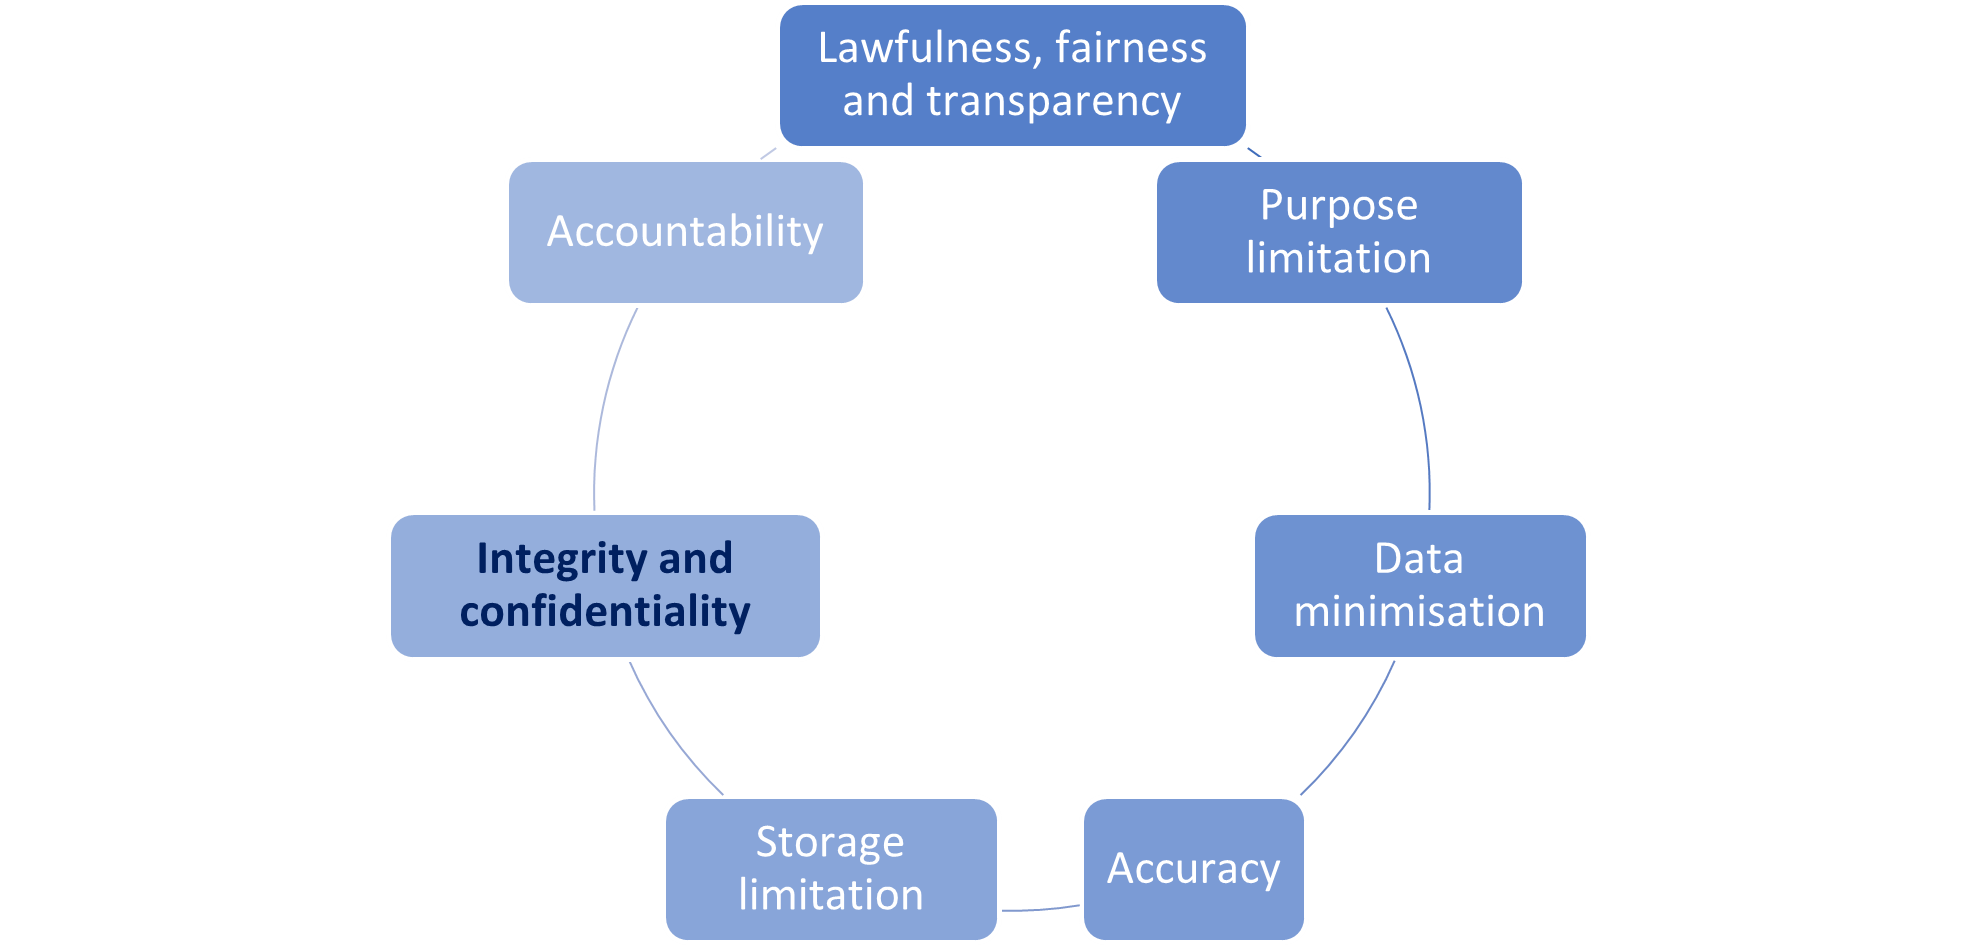 Lawfulness, fairness
and transparency
Purpose
limitation
Data
minimisation
Accuracy
Storage
limitation
Integrity and
confidentiality
Accountability